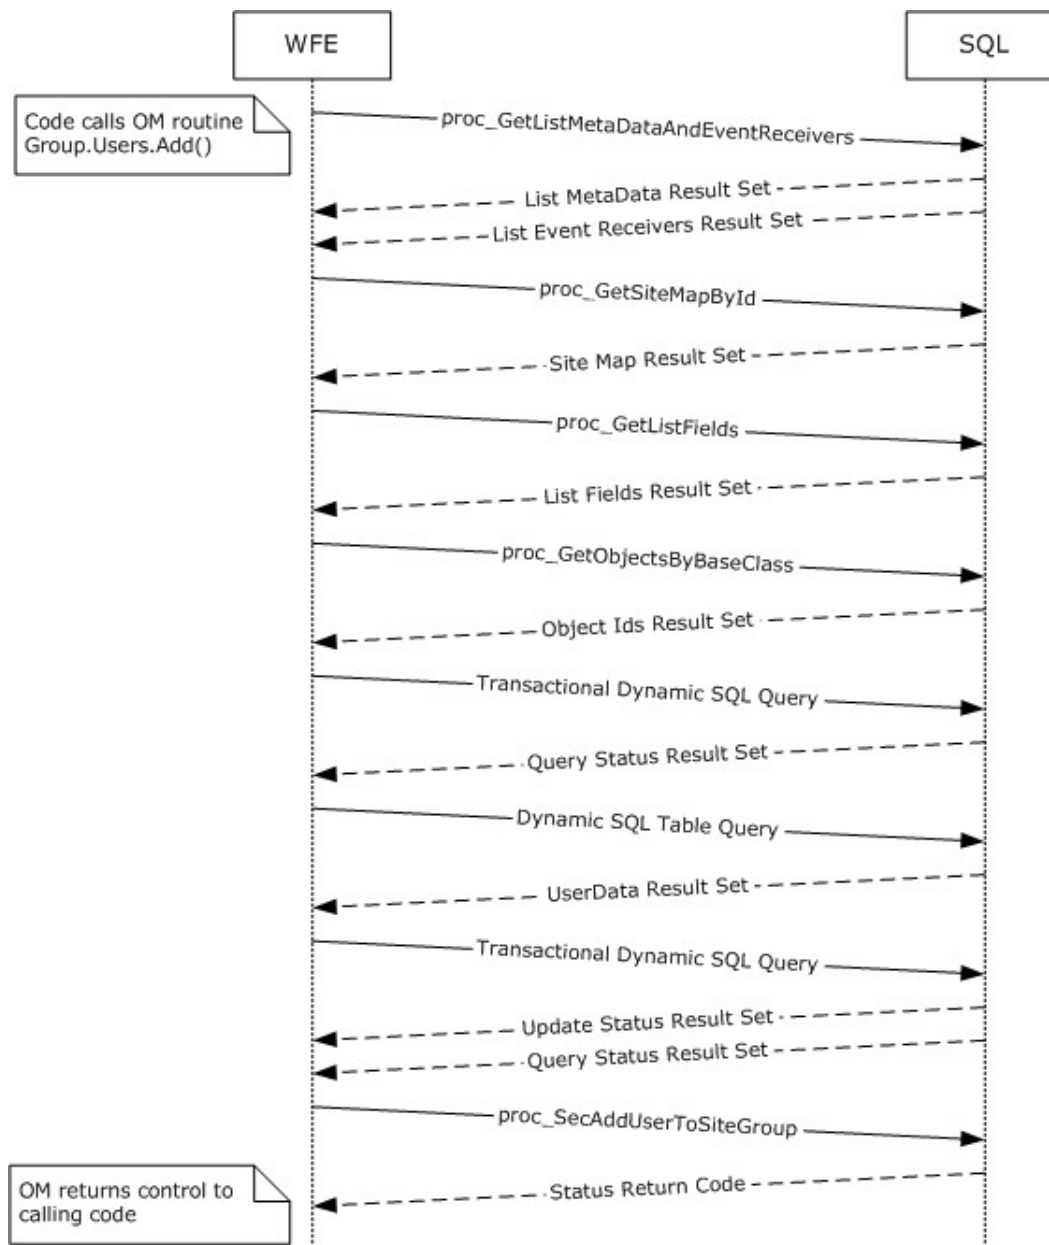 WFE
SQL
Code calls OM routine
Group.Users.Add()
proc_GetListMetaDataAndEventReceivers
List MetaData Result Set
List Event Receivers Result Set
proc_GetSiteMapById
Site Map Result Set
proc_GetListFields
List Fields Result Set
proc_GetObjectsByBaseClass
Object Ids Result Set
Transactional Dynamic SQL Query
Query Status Result Set
Dynamic SQL Table Query
UserData Result Set
Transactional Dynamic SQL Query
Update Status Result Set
Query Status Result Set
proc_SecAddUserToSiteGroup
OM returns control to
calling code
Status Return Code